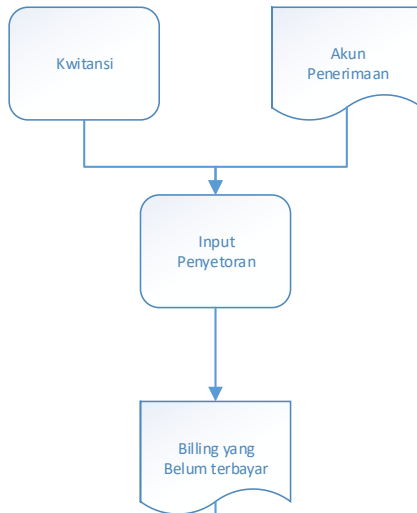 Kwitansi
Akun
Penerimaan
Input
Penyetoran
Billing yang
Belum terbayar